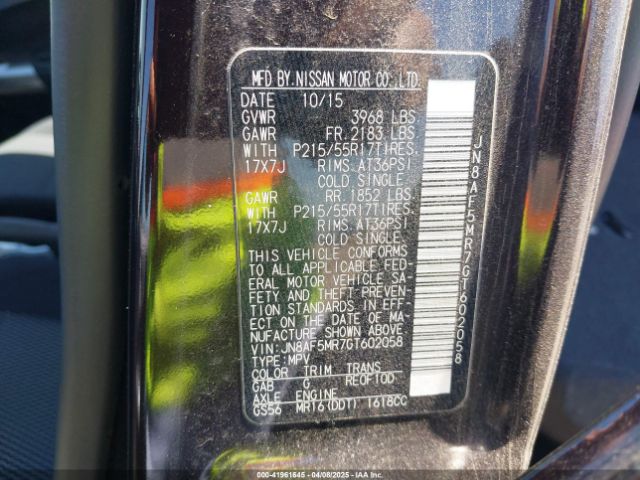 MFD BY.NISSAN MOTOR CO.,LTD.
DATE 10/15
GVWR 3968 LBS.
GAWR FR.2183 LBS.
WITH P215/55R17TIRES.
17X7J RIMS.AT36PSI
COLD SINGLE.
GAWR RR.1852 LBS.
WITH P215/55R17TIRES.
17X7J RIMS.AT36PSI
COLD SINGLE.
THIS VEHICLE CONFORMS
TO ALL APPLICABLE FED-
ERAL MOTOR VEHICLE SA
FETY AND THEFT PREVEN
TION STANDARDS IN EFF-
ECT ON THE DATE OF MA-
NUFACTURE SHOWN ABOVE.
VIN:JN8AF5MR7GT602058
TYPE:MPV
COLOR TRIM TRANS
GAB G RE0F10D
AXLE ENGINE
GS56 MR16(DDT) 1618CC
JN8AF5MR7GT602058
COPART-41961645 - 04/08/2025 - IAAI.COM